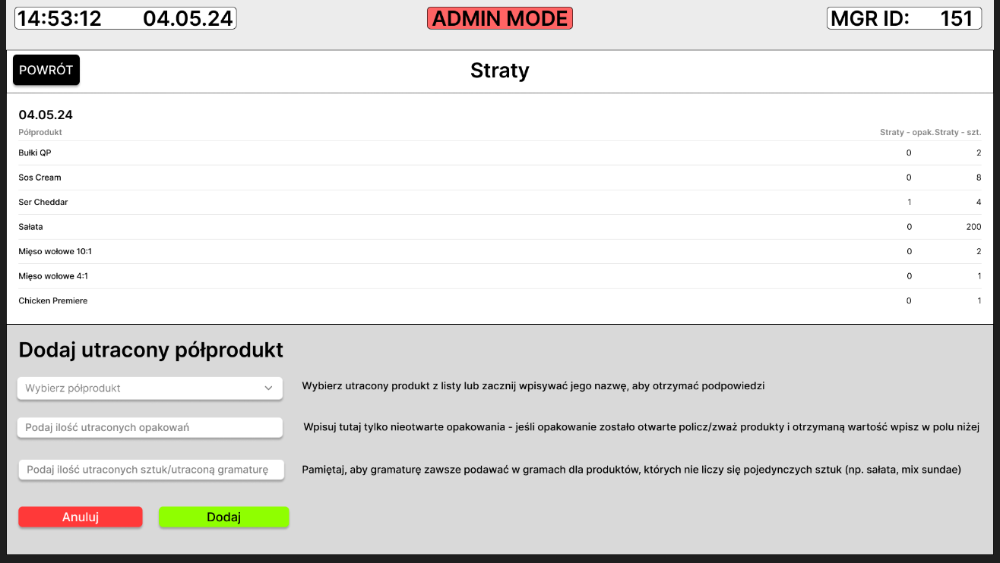 14:53:12 04.05.24 ADMIN MODE MGR ID: 151
POWRÓT Straty
04.05.24
Półprodukt Straty - opak. Straty - szt.
Bułki QP 0 2
Sos Cream 0 8
Ser Cheddar 1 4
Sałata 0 200
Mięso wołowe 10:1 0 2
Mięso wołowe 4:1 0 1
Chicken Premiere 0 1
Dodaj utracony półprodukt
Wybierz półprodukt Wybierz utracony produkt z listy lub zacznij wpisywać jego nazwę, aby otrzymać podpowiedzi
Podaj ilość utraconych opakowań Wpisuj tutaj tylko nieotwarte opakowania - jeśli opakowanie zostało otwarte policz/zważ produkty i otrzymaną wartość wpisz w polu niżej
Podaj ilość utraconych sztuk/utraconą gramaturę Pamiętaj, aby gramaturę zawsze podawać w gramach dla produktów, których nie liczy się pojedynczych sztuk (np. sałata, mix sundae)
Anuluj Dodaj